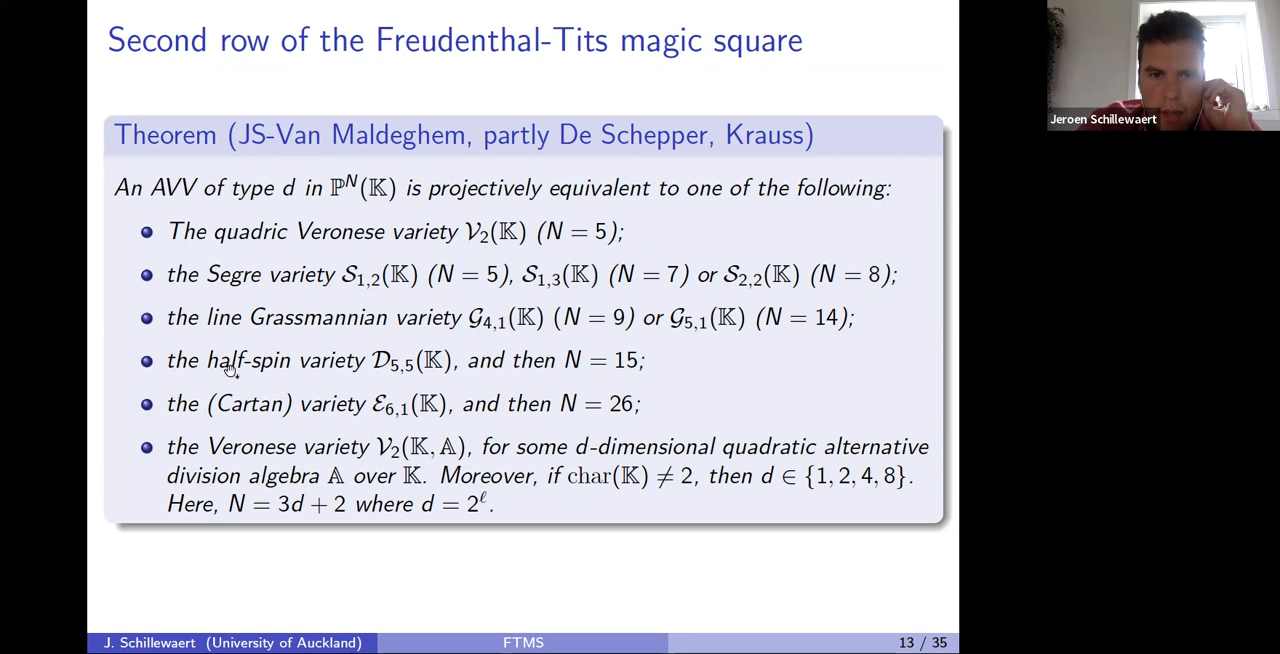 Second row of the Freudenthal-Tits magic square
Jeroen Schillewaert
Theorem (JS-Van Maldeghem, partly De Schepper, Krauss)
An AVV of type d in ℙᴺ(𝕂) is projectively equivalent to one of the following:
The quadric Veronese variety 𝒱₂(𝕂) (N = 5);
the Segre variety 𝒮₁,₂(𝕂) (N = 5), 𝒮₁,₃(𝕂) (N = 7) or 𝒮₂,₂(𝕂) (N = 8);
the line Grassmannian variety 𝒢₄,₁(𝕂) (N = 9) or 𝒢₅,₁(𝕂) (N = 14);
the half-spin variety 𝒟₅,₅(𝕂), and then N = 15;
the (Cartan) variety ℰ₆,₁(𝕂), and then N = 26;
the Veronese variety 𝒱₂(𝕂, 𝔸), for some d-dimensional quadratic alternative
division algebra 𝔸 over 𝕂. Moreover, if char(𝕂) ≠ 2, then d ∈ {1, 2, 4, 8}.
Here, N = 3d + 2 where d = 2^ℓ.
J. Schillewaert (University of Auckland)
FTMS
13 / 35